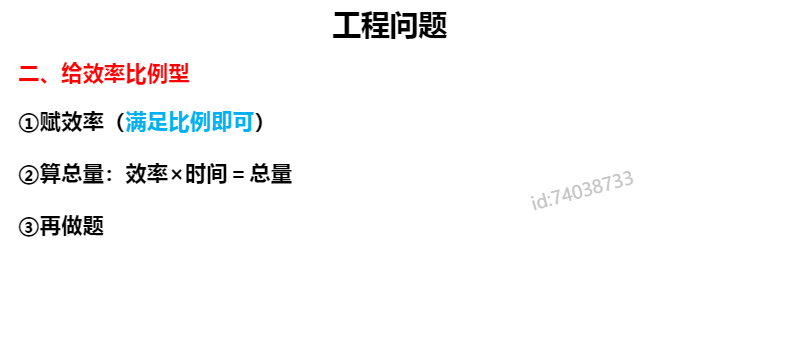 工程问题
二、给效率比例型
①赋效率（满足比例即可）
②算总量：效率×时间＝总量
id:74038733
③再做题